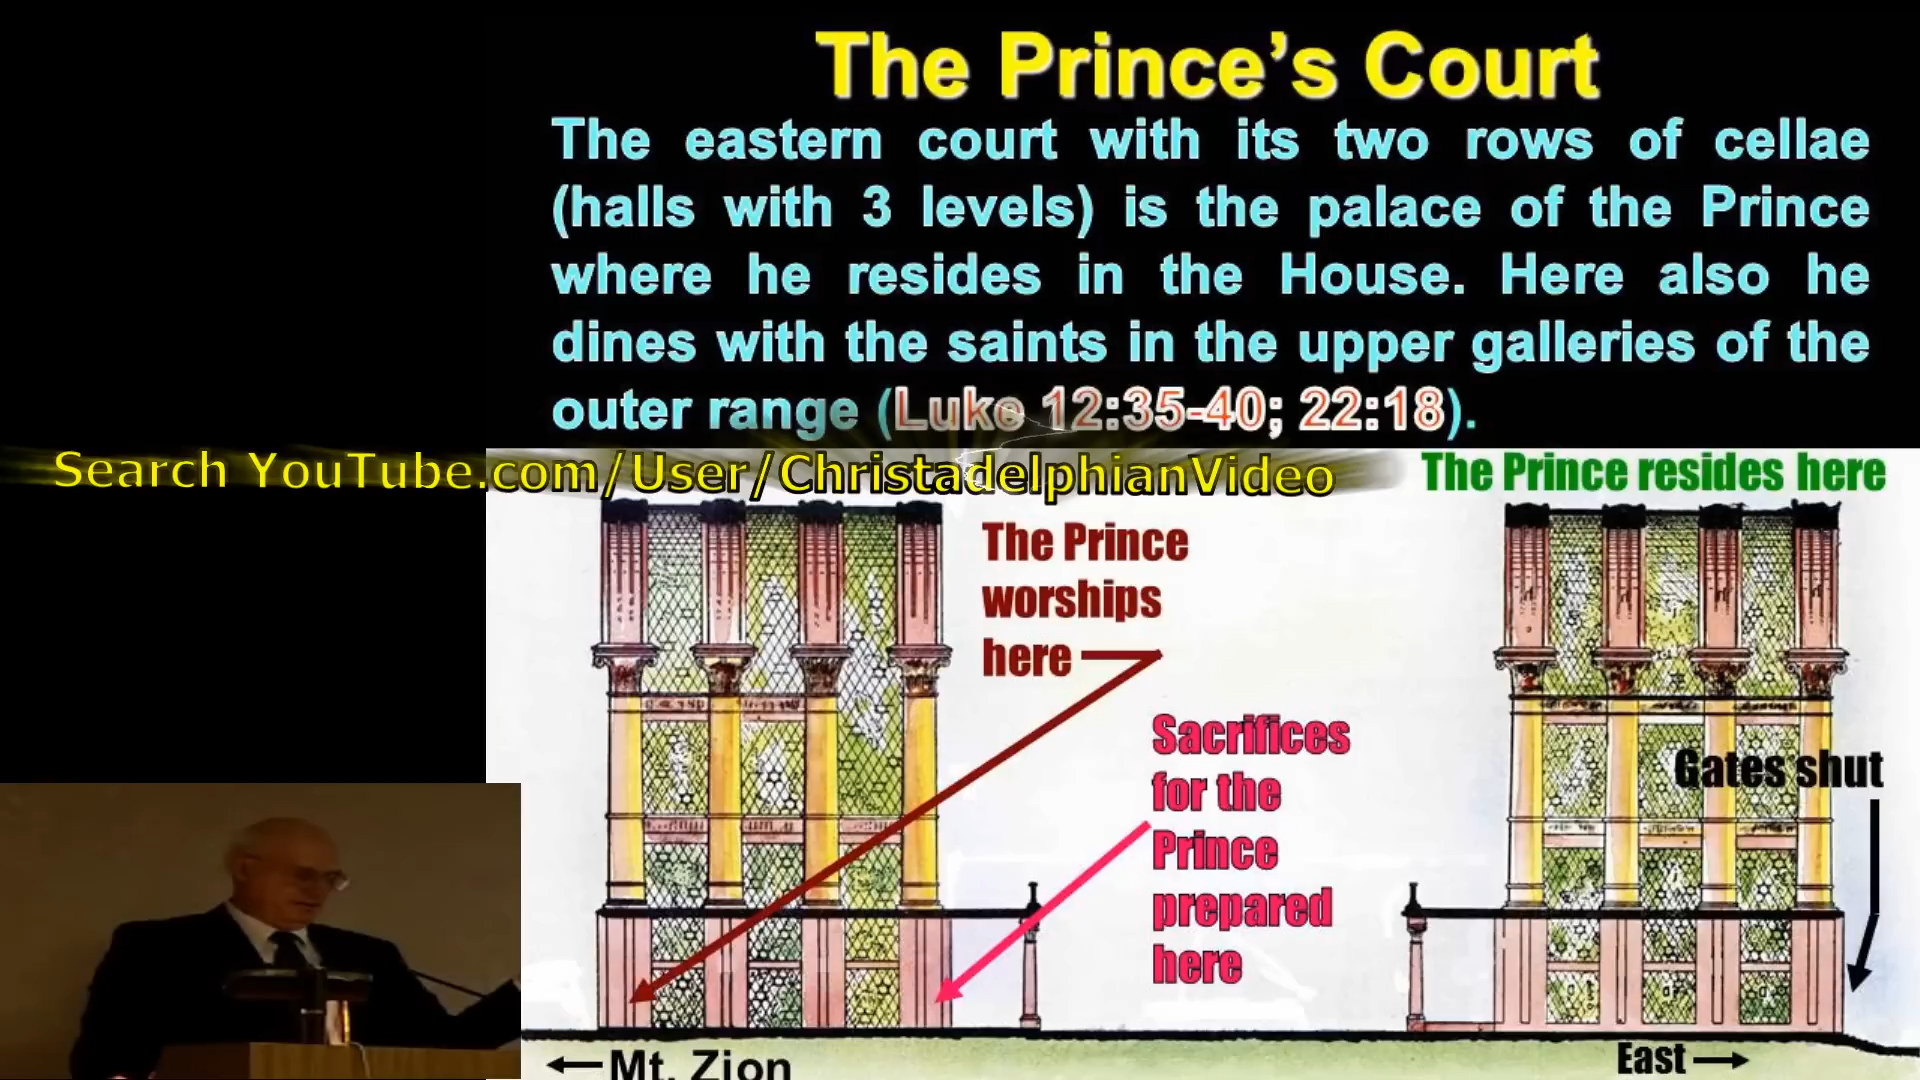 The Prince's Court
The eastern court with its two rows of cellae
(halls with 3 levels) is the palace of the Prince
where he resides in the House. Here also he
dines with the saints in the upper galleries of the
outer range (Luke 12:35-40; 22:18).
Search YouTube.com/User/ChristadelphianVideo
The Prince resides here
The Prince
worships
here
Sacrifices
for the
Prince
prepared
here
Gates shut
Mt. Zion
East